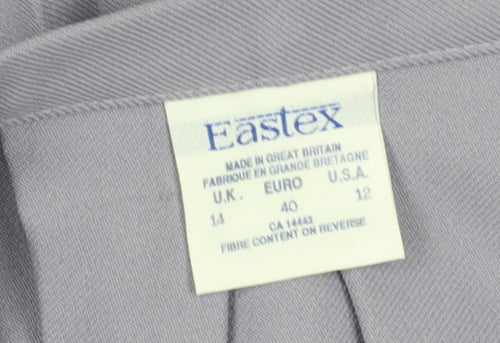 Eastex
MADE IN GREAT BRITAIN
FABRIQUE EN GRANDE BRETAGNE
U.K. EURO U.S.A.
14 40 12
CA 14443
FIBRE CONTENT ON REVERSE